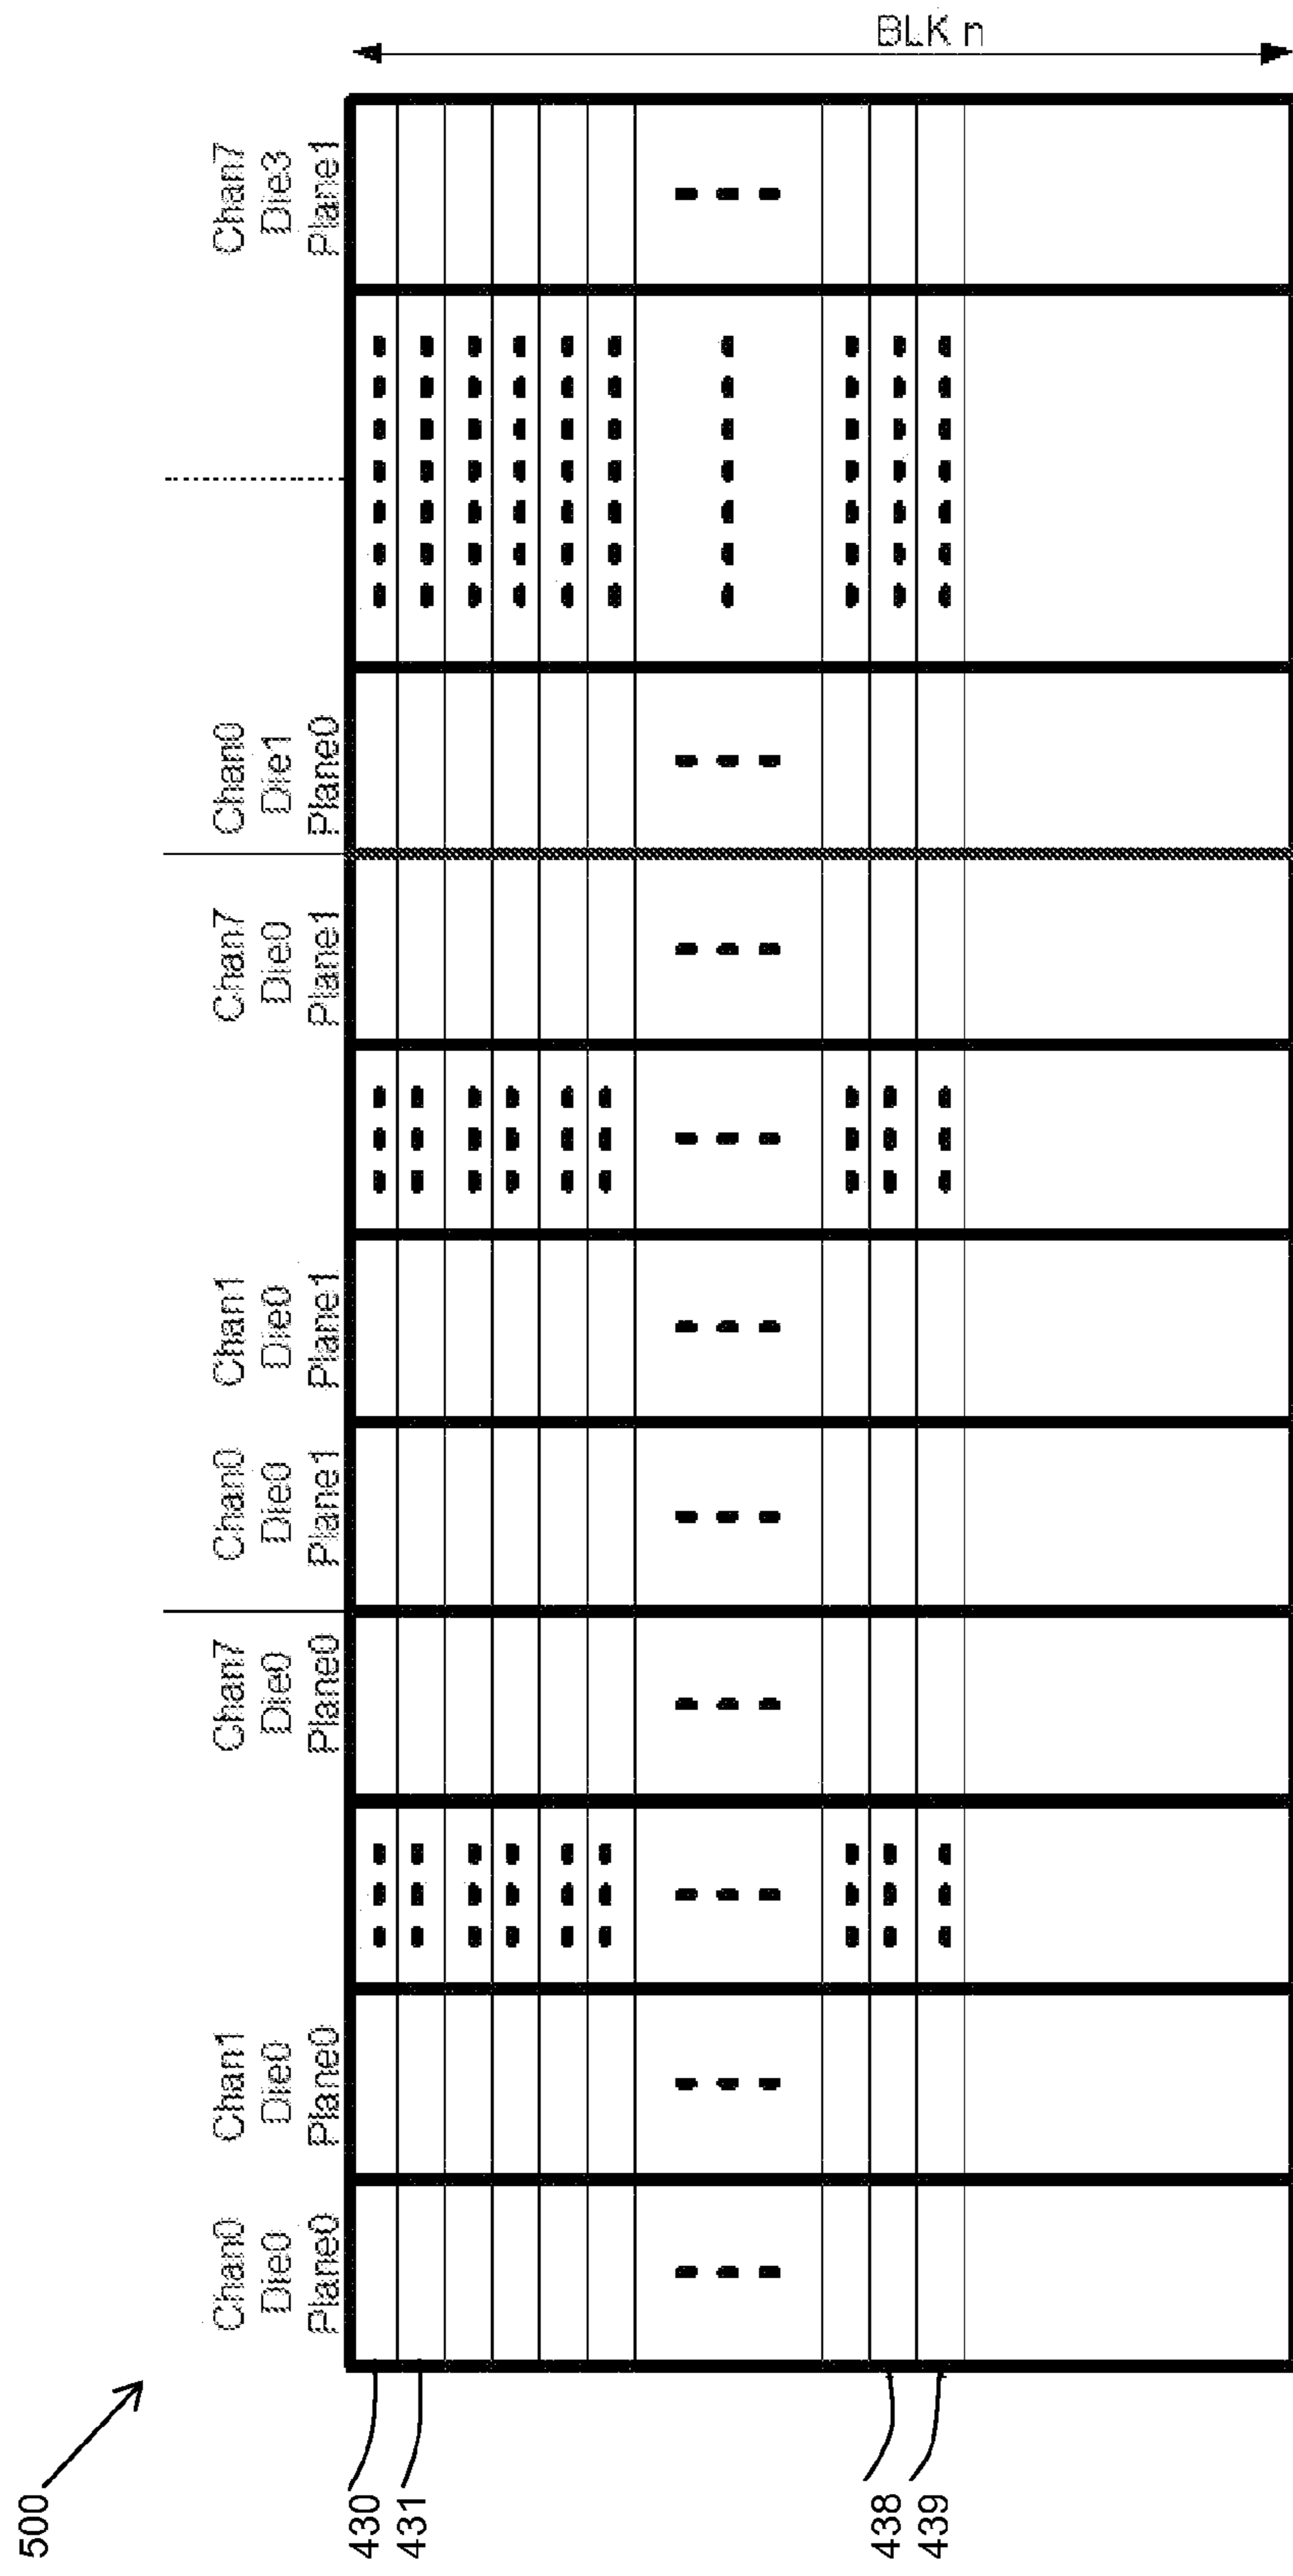 500
Chan0
Die0
Plane0
Chan1
Die0
Plane0
Chan7
Die0
Plane0
Chan0
Die0
Plane1
Chan1
Die0
Plane1
Chan7
Die0
Plane1
Chan0
Die1
Plane0
Chan7
Die3
Plane1
BLK n
430
431
438
439